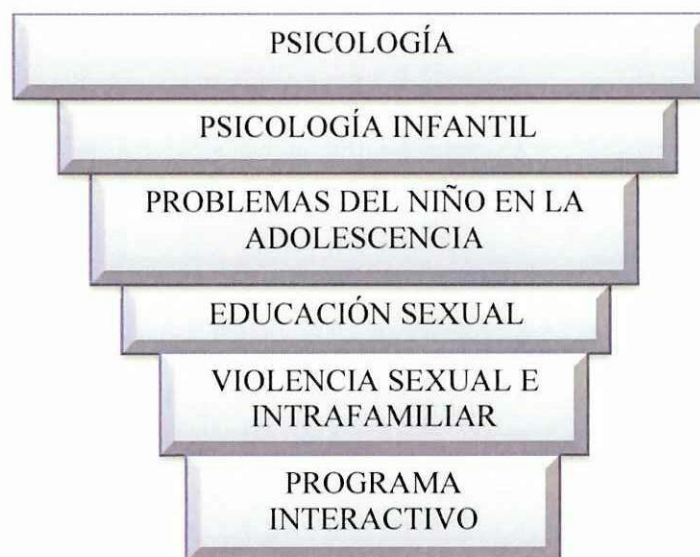 PSICOLOGÍA
PSICOLOGÍA INFANTIL
PROBLEMAS DEL NIÑO EN LA
ADOLESCENCIA
EDUCACIÓN SEXUAL
VIOLENCIA SEXUAL E
INTRAFAMILIAR
PROGRAMA
INTERACTIVO